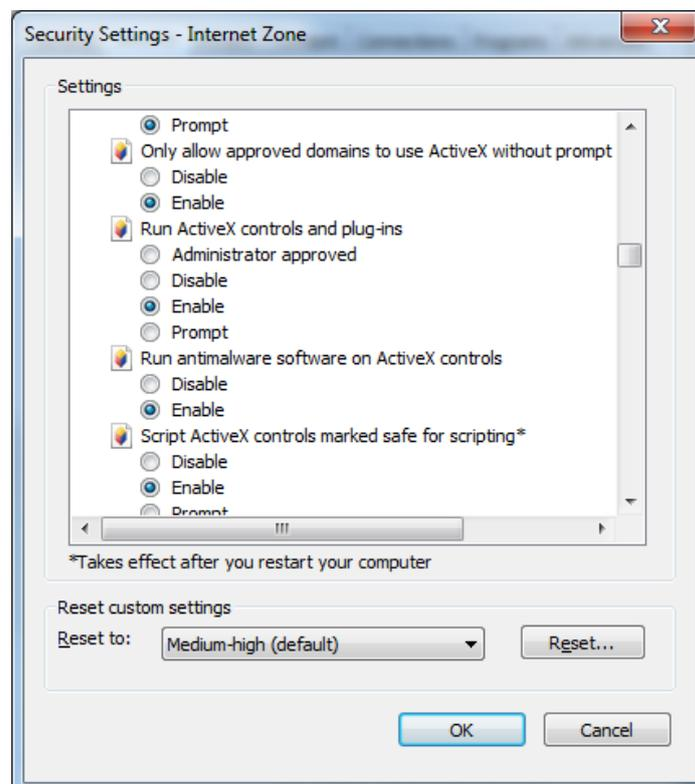 Security Settings - Internet Zone
Settings
Prompt
Only allow approved domains to use ActiveX without prompt
Disable
Enable
Run ActiveX controls and plug-ins
Administrator approved
Disable
Enable
Prompt
Run antimalware software on ActiveX controls
Disable
Enable
Script ActiveX controls marked safe for scripting*
Disable
Enable
Prompt
*Takes effect after you restart your computer
Reset custom settings
Reset to:
Medium-high (default)
Reset...
OK
Cancel